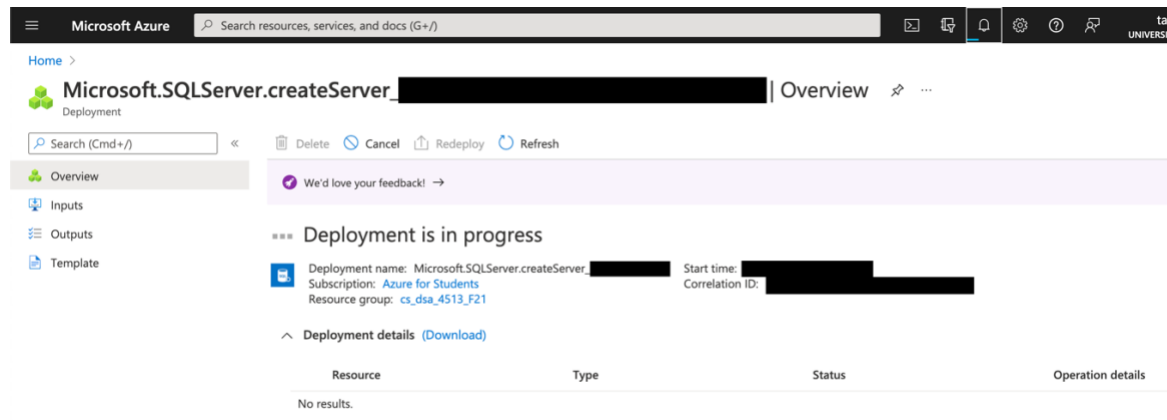 Microsoft Azure
Search resources, services, and docs (G+/)
ta
UNIVERSI
Home >
Microsoft.SQLServer.createServer_ | Overview
Deployment
Search (Cmd+/)
«
Delete Cancel Redeploy Refresh
Overview
Inputs
Outputs
Template
We'd love your feedback! →
Deployment is in progress
Deployment name: Microsoft.SQLServer.createServer_
Subscription: Azure for Students
Resource group: cs_dsa_4513_F21
Start time:
Correlation ID:
Deployment details (Download)
Resource Type Status Operation details
No results.